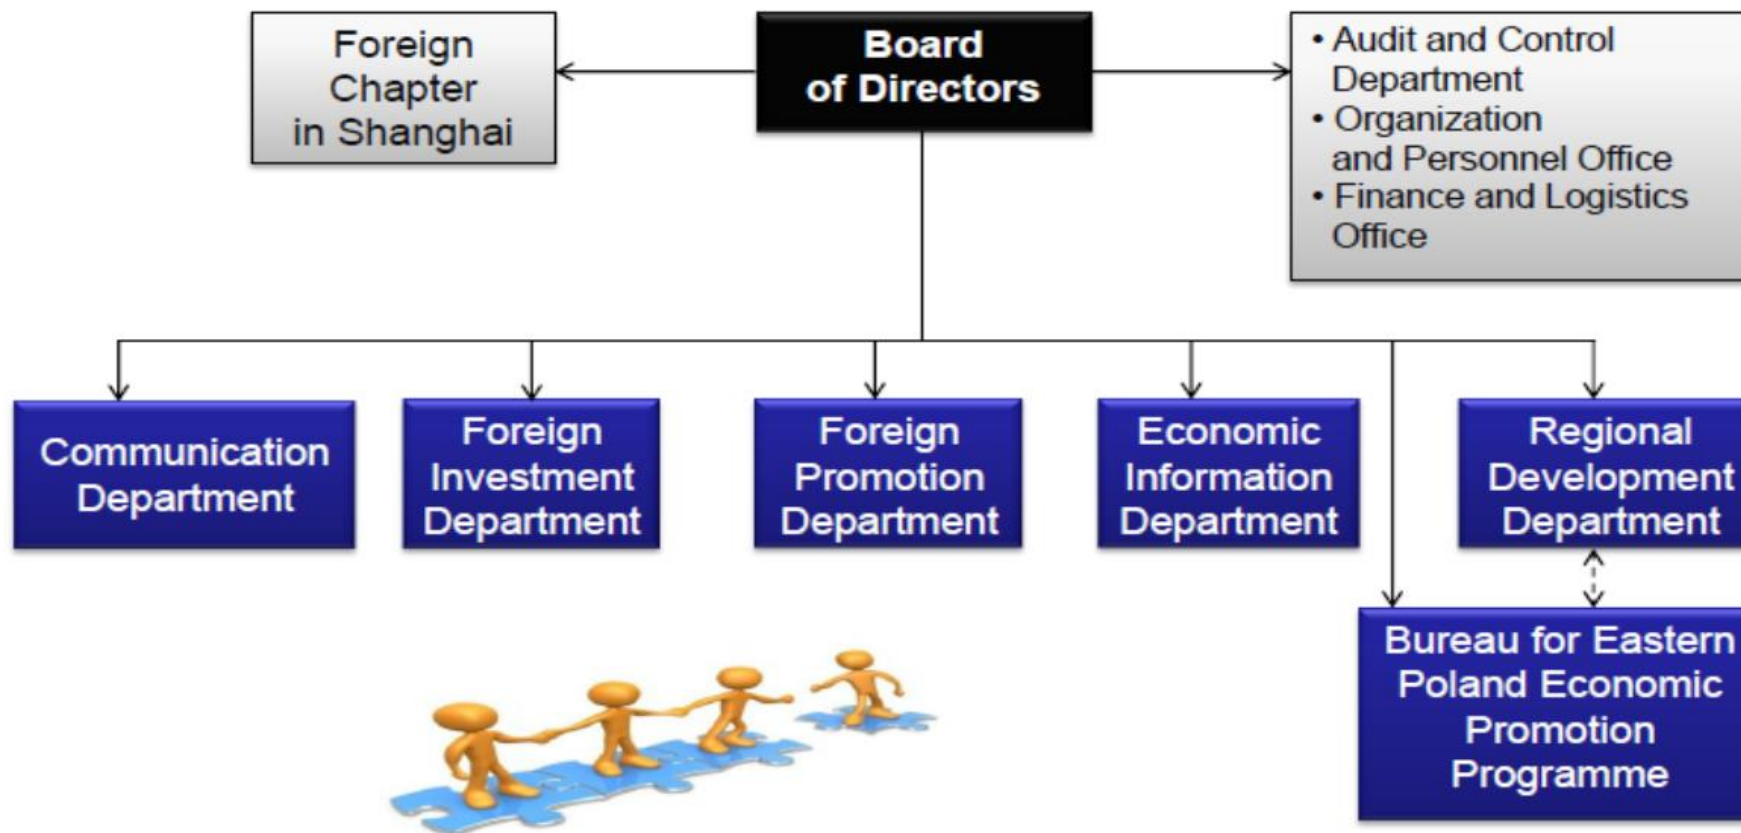 Foreign
Chapter
in Shanghai
Board
of Directors
• Audit and Control
Department
• Organization
and Personnel Office
• Finance and Logistics
Office
Communication
Department
Foreign
Investment
Department
Foreign
Promotion
Department
Economic
Information
Department
Regional
Development
Department
Bureau for Eastern
Poland Economic
Promotion
Programme